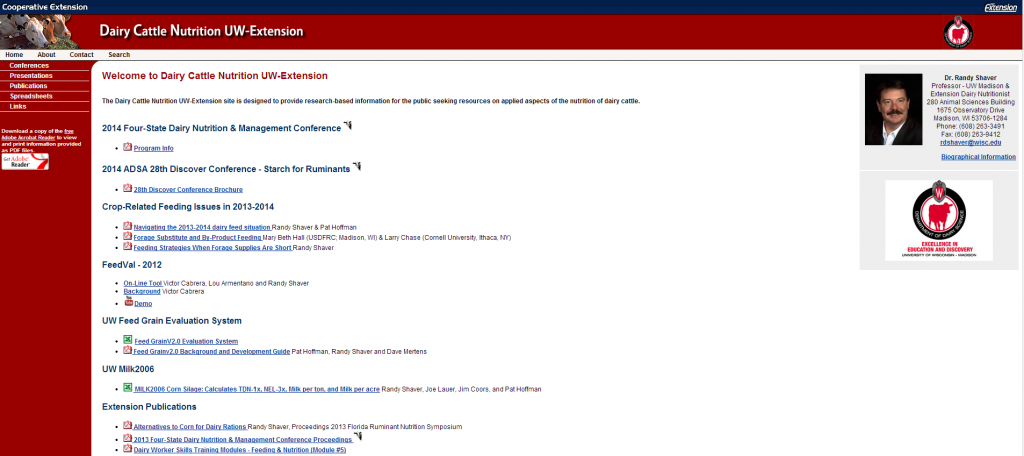 Cooperative Extension
Extension
Dairy Cattle Nutrition UW-Extension
Home About Contact Search
Conferences
Presentations
Publications
Spreadsheets
Links
Download a copy of the free
Adobe Acrobat Reader to view
and print information provided
as PDF files.
Get Adobe
Reader
Welcome to Dairy Cattle Nutrition UW-Extension
The Dairy Cattle Nutrition UW-Extension site is designed to provide research-based information for the public seeking resources on applied aspects of the nutrition of dairy cattle.
2014 Four-State Dairy Nutrition & Management Conference
Program Info
2014 ADSA 28th Discover Conference - Starch for Ruminants
28th Discover Conference Brochure
Crop-Related Feeding Issues in 2013-2014
Navigating the 2013-2014 dairy feed situation Randy Shaver & Pat Hoffman
Forage Substitute and By-Product Feeding Mary Beth Hall (USDFRC; Madison, WI) & Larry Chase (Cornell University, Ithaca, NY)
Feeding Strategies When Forage Supplies Are Short Randy Shaver
FeedVal - 2012
On-Line Tool Victor Cabrera, Lou Armentano and Randy Shaver
Background Victor Cabrera
Demo
UW Feed Grain Evaluation System
Feed GrainV2.0 Evaluation System
Feed Grainv2.0 Background and Development Guide Pat Hoffman, Randy Shaver and Dave Mertens
UW Milk2006
MILK2006 Corn Silage: Calculates TDN-1x, NEL-3x, Milk per ton, and Milk per acre Randy Shaver, Joe Lauer, Jim Coors, and Pat Hoffman
Extension Publications
Alternatives to Corn for Dairy Rations Randy Shaver, Proceedings 2013 Florida Ruminant Nutrition Symposium
2013 Four-State Dairy Nutrition & Management Conference Proceedings
Dairy Worker Skills Training Modules - Feeding & Nutrition (Module #5)
Dr. Randy Shaver
Professor - UW Madison &
Extension Dairy Nutritionist
280 Animal Sciences Building
1675 Observatory Drive
Madison, WI 53706-1284
Phone: (608) 263-3491
Fax: (608) 263-9412
rdshaver@wisc.edu
Biographical Information
W
DEPARTMENT OF DAIRY SCIENCE
EXCELLENCE IN
EDUCATION AND DISCOVERY
UNIVERSITY OF WISCONSIN - MADISON